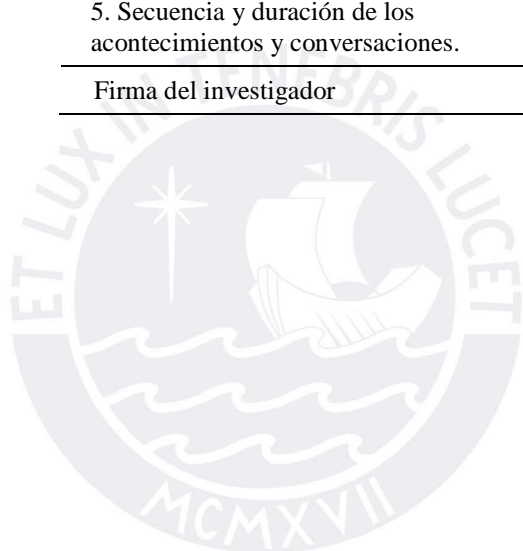 5. Secuencia y duración de los
acontecimientos y conversaciones.
Firma del investigador
ET LUX IN TENEBRIS LUCET
MCMXVII